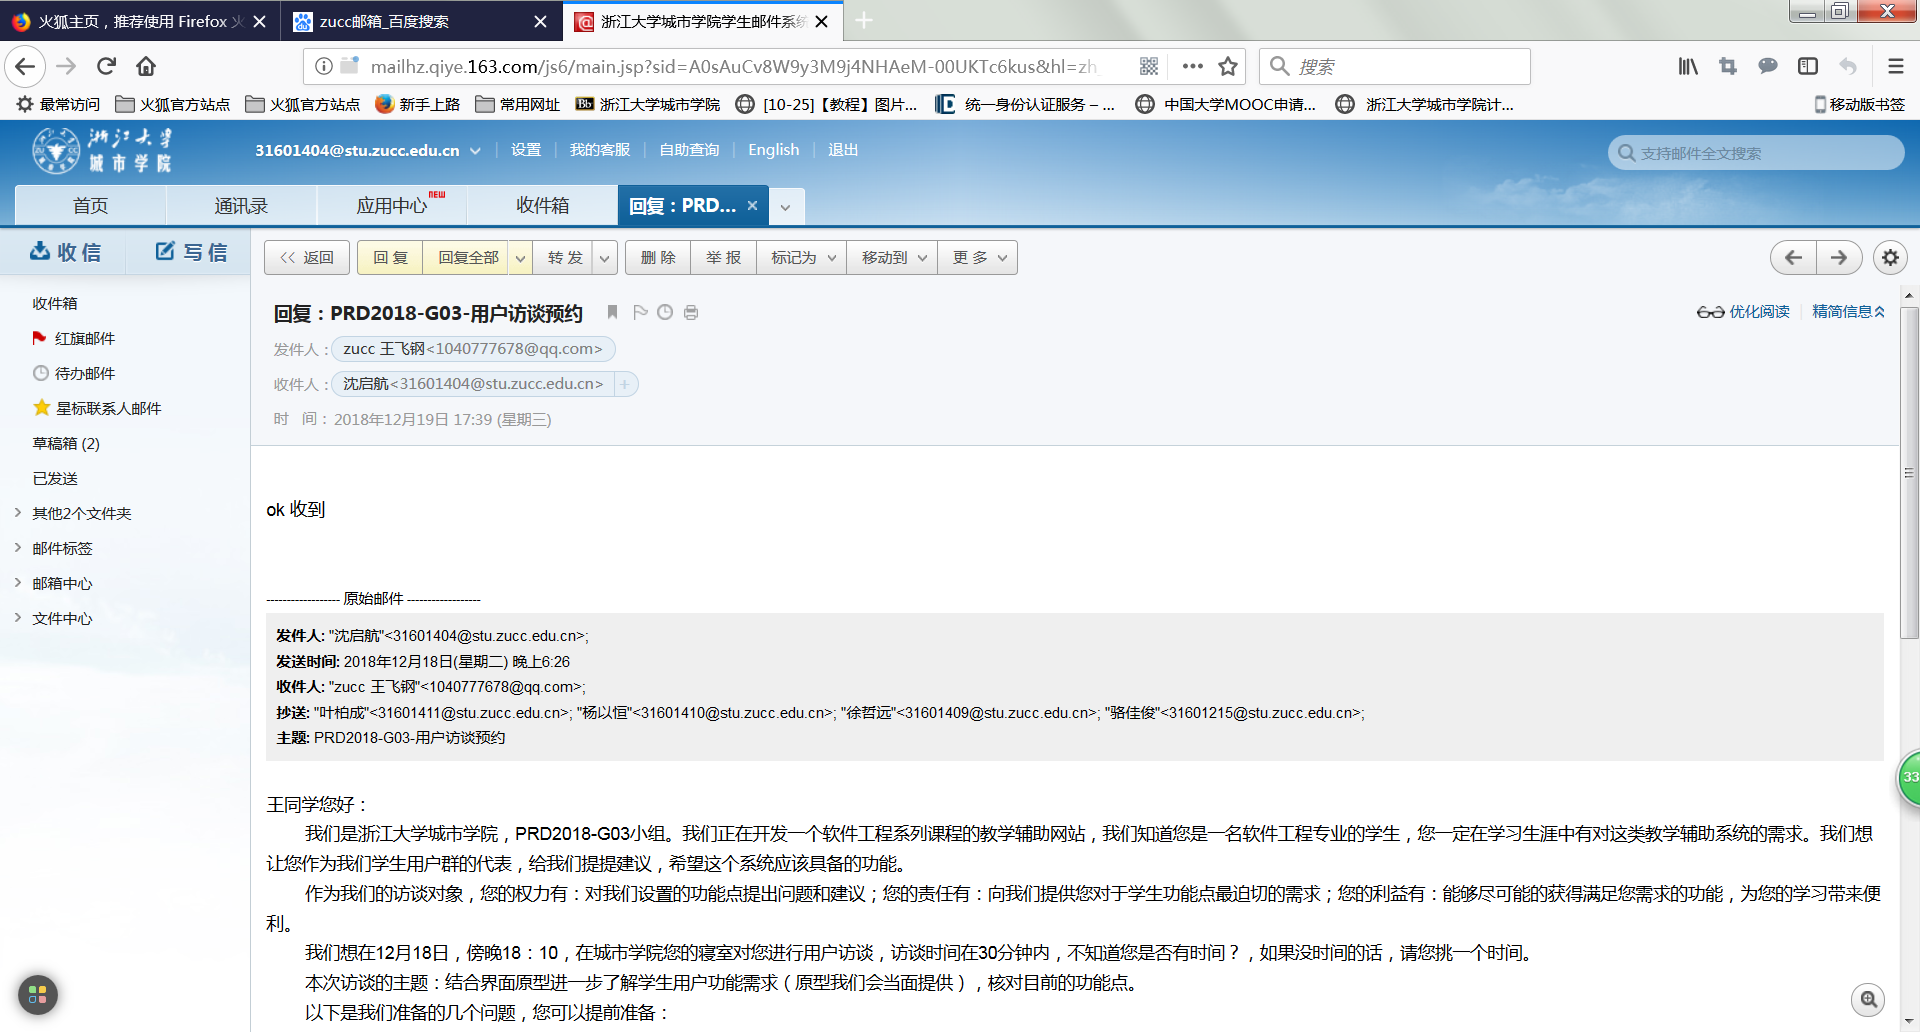 火狐主页，推荐使用 Firefox 火
zucc邮箱_百度搜索
浙江大学城市学院学生邮件系统
mailhz.qiye.163.com/js6/main.jsp?sid=A0sAuCv8W9y3M9j4NHAeM-00UKTc6kus&hl=zh_
搜索
最常访问 火狐官方站点 火狐官方站点 新手上路 常用网址 浙江大学城市学院 [10-25]【教程】图片... 统一身份认证服务 – ... 中国大学MOOC申请... 浙江大学城市学院计... 移动版书签
浙江大学
城市学院
31601404@stu.zucc.edu.cn 设置 我的客服 自助查询 English 退出
支持邮件全文搜索
首页 通讯录 应用中心 NEW 收件箱 回复：PRD...
收信 写信
<< 返回 回复 回复全部 转发 删除 举报 标记为 移动到 更多
收件箱
红旗邮件
待办邮件
星标联系人邮件
草稿箱 (2)
已发送
其他2个文件夹
邮件标签
邮箱中心
文件中心
回复：PRD2018-G03-用户访谈预约
优化阅读 精简信息
发件人： zucc 王飞钢<1040777678@qq.com>
收件人： 沈启航<31601404@stu.zucc.edu.cn> +
时 间： 2018年12月19日 17:39 (星期三)
ok 收到
------------------ 原始邮件 ------------------
发件人: "沈启航"<31601404@stu.zucc.edu.cn>;
发送时间: 2018年12月18日(星期二) 晚上6:26
收件人: "zucc 王飞钢"<1040777678@qq.com>;
抄送: "叶柏成"<31601411@stu.zucc.edu.cn>; "杨以恒"<31601410@stu.zucc.edu.cn>; "徐哲远"<31601409@stu.zucc.edu.cn>; "骆佳俊"<31601215@stu.zucc.edu.cn>;
主题: PRD2018-G03-用户访谈预约
王同学您好：
我们是浙江大学城市学院，PRD2018-G03小组。我们正在开发一个软件工程系列课程的教学辅助网站，我们知道您是一名软件工程专业的学生，您一定在学习生涯中有对这类教学辅助系统的需求。我们想
让您作为我们学生用户群的代表，给我们提提建议，希望这个系统应该具备的功能。
作为我们的访谈对象，您的权力有：对我们设置的功能点提出问题和建议；您的责任有：向我们提供您对于学生功能点最迫切的需求；您的利益有：能够尽可能的获得满足您需求的功能，为您的学习带来便
利。
我们想在12月18日，傍晚18：10，在城市学院您的寝室对您进行用户访谈，访谈时间在30分钟内，不知道您是否有时间？，如果没时间的话，请您挑一个时间。
本次访谈的主题：结合界面原型进一步了解学生用户功能需求（原型我们会当面提供），核对目前的功能点。
以下是我们准备的几个问题，您可以提前准备：
33